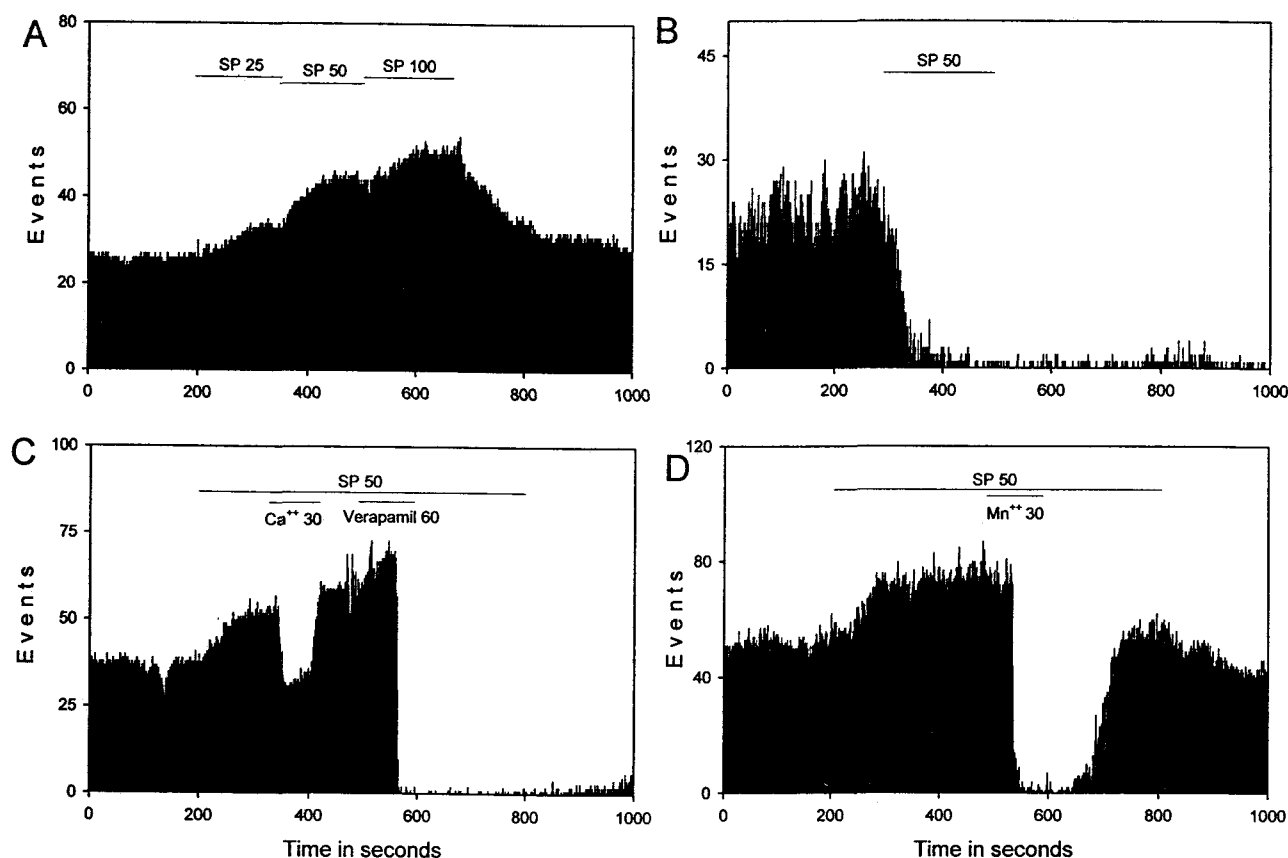 A
80
SP 25
SP 50
SP 100
60
Events
40
20
0
0 200 400 600 800 1000
B
45
SP 50
Events
30
15
0
0 200 400 600 800 1000
C
100
SP 50
Ca++ 30
Verapamil 60
75
Events
50
25
0
0 200 400 600 800 1000
Time in seconds
D
120
SP 50
Mn++ 30
80
Events
40
0
0 200 400 600 800 1000
Time in seconds